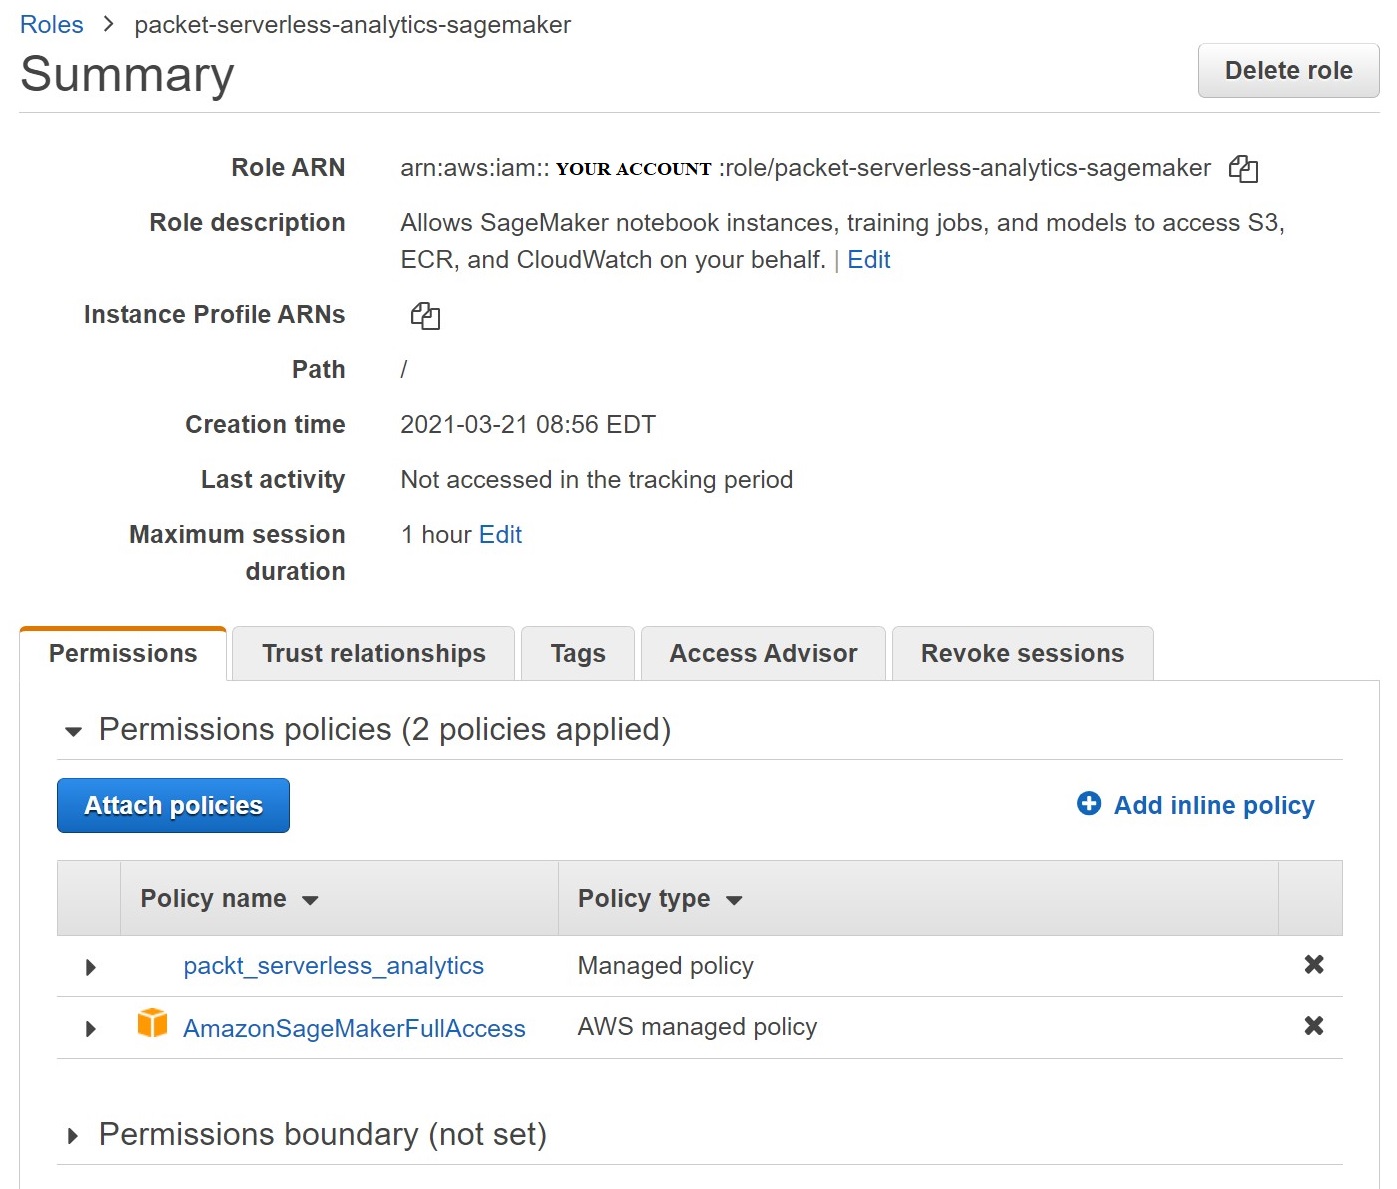 Roles > packet-serverless-analytics-sagemaker
Summary
Delete role
Role ARN arn:aws:iam:: YOUR ACCOUNT :role/packet-serverless-analytics-sagemaker
Role description Allows SageMaker notebook instances, training jobs, and models to access S3,
ECR, and CloudWatch on your behalf. | Edit
Instance Profile ARNs
Path /
Creation time 2021-03-21 08:56 EDT
Last activity Not accessed in the tracking period
Maximum session 1 hour Edit
duration
Permissions Trust relationships Tags Access Advisor Revoke sessions
Permissions policies (2 policies applied)
Attach policies Add inline policy
Policy name Policy type
packt_serverless_analytics Managed policy
AmazonSageMakerFullAccess AWS managed policy
Permissions boundary (not set)